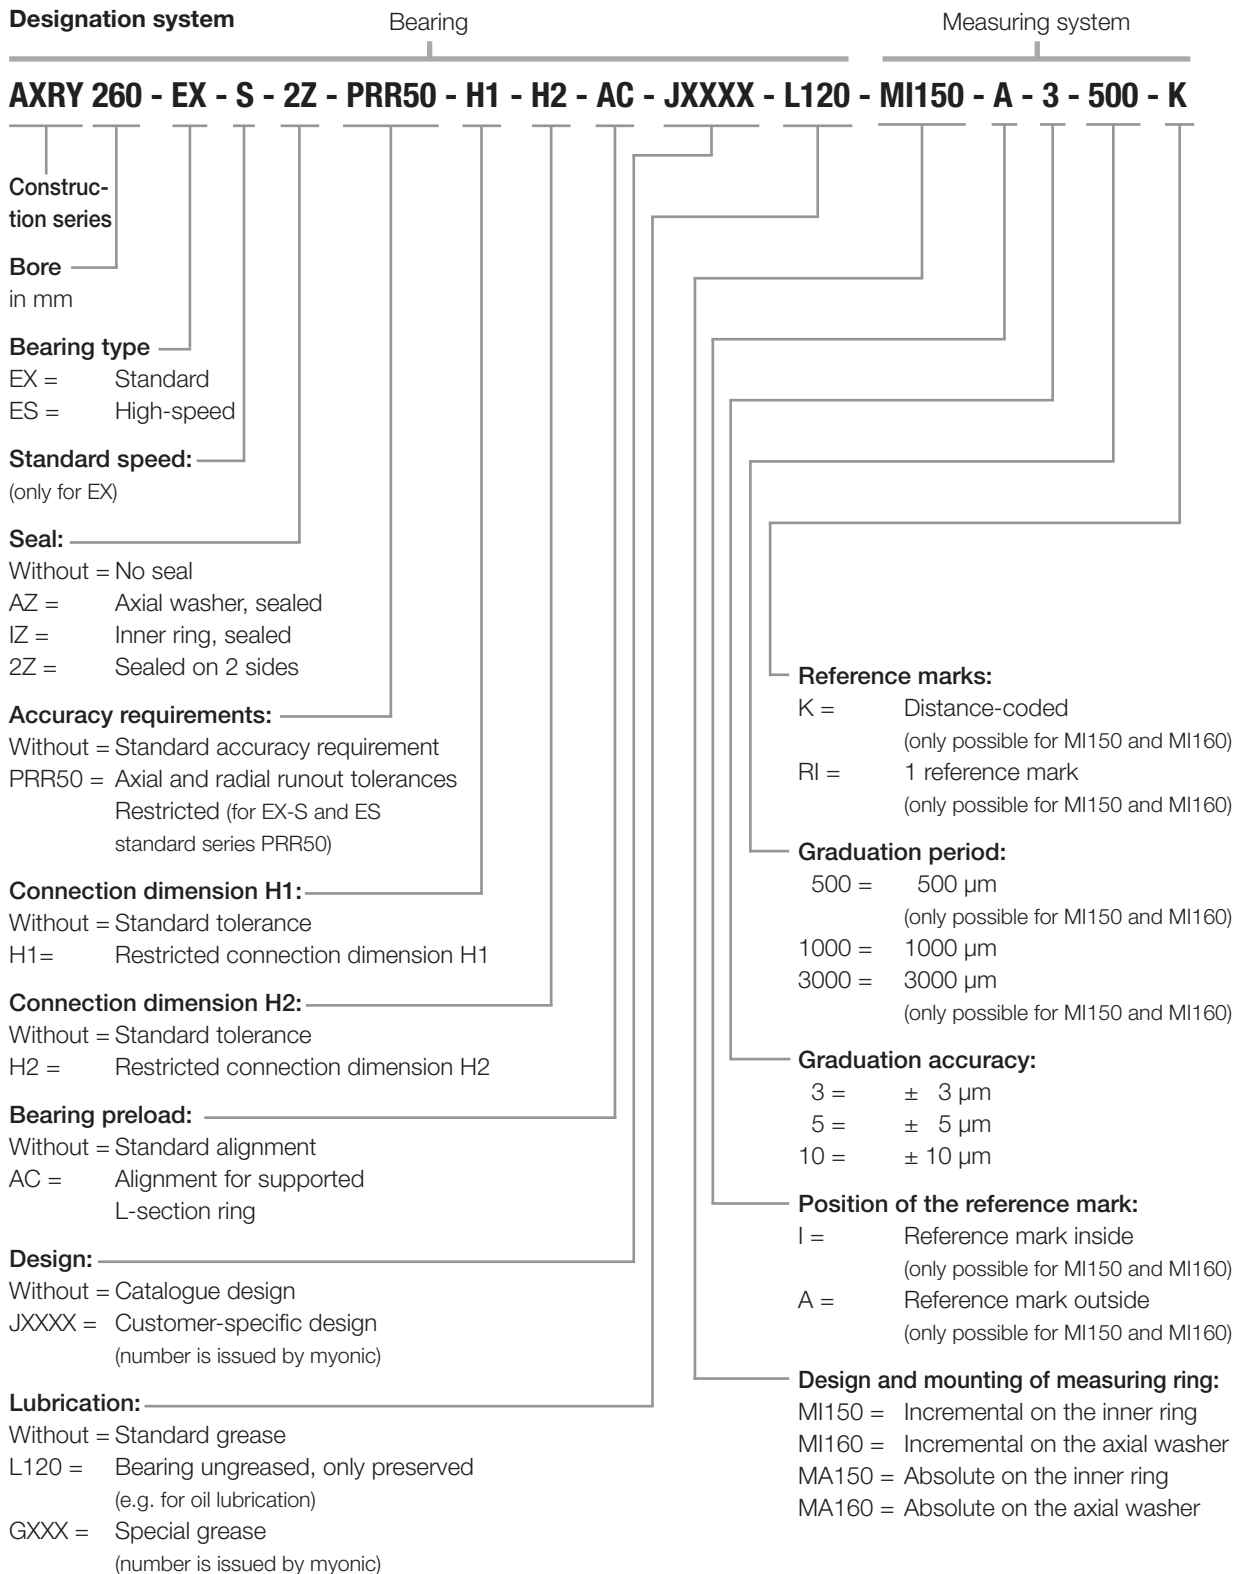 Designation system
Bearing
Measuring system
AXRY 260 - EX - S - 2Z - PRR50 - H1 - H2 - AC - JXXXX - L120 - MI150 - A - 3 - 500 - K
Construc-
tion series
Bore
in mm
Bearing type
EX = Standard
ES = High-speed
Standard speed:
(only for EX)
Seal:
Without = No seal
AZ = Axial washer, sealed
IZ = Inner ring, sealed
2Z = Sealed on 2 sides
Accuracy requirements:
Without = Standard accuracy requirement
PRR50 = Axial and radial runout tolerances
Restricted (for EX-S and ES
standard series PRR50)
Connection dimension H1:
Without = Standard tolerance
H1= Restricted connection dimension H1
Connection dimension H2:
Without = Standard tolerance
H2 = Restricted connection dimension H2
Bearing preload:
Without = Standard alignment
AC = Alignment for supported
L-section ring
Design:
Without = Catalogue design
JXXXX = Customer-specific design
(number is issued by myonic)
Lubrication:
Without = Standard grease
L120 = Bearing ungreased, only preserved
(e.g. for oil lubrication)
GXXX = Special grease
(number is issued by myonic)
Reference marks:
K = Distance-coded
(only possible for MI150 and MI160)
RI = 1 reference mark
(only possible for MI150 and MI160)
Graduation period:
500 = 500 µm
(only possible for MI150 and MI160)
1000 = 1000 µm
3000 = 3000 µm
(only possible for MI150 and MI160)
Graduation accuracy:
3 = ± 3 µm
5 = ± 5 µm
10 = ± 10 µm
Position of the reference mark:
I = Reference mark inside
(only possible for MI150 and MI160)
A = Reference mark outside
(only possible for MI150 and MI160)
Design and mounting of measuring ring:
MI150 = Incremental on the inner ring
MI160 = Incremental on the axial washer
MA150 = Absolute on the inner ring
MA160 = Absolute on the axial washer